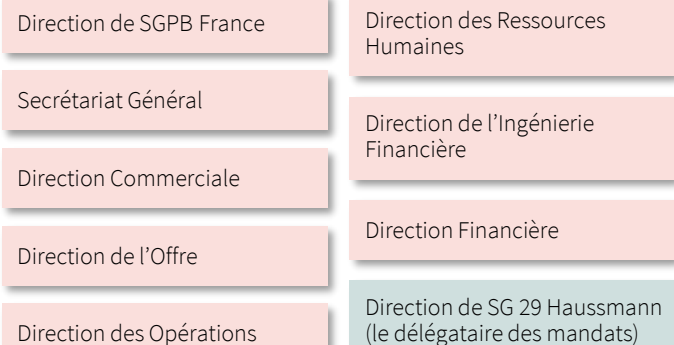 Direction de SGPB France
Secrétariat Général
Direction Commerciale
Direction de l’Offre
Direction des Opérations
Direction des Ressources
Humaines
Direction de l’Ingénierie
Financière
Direction Financière
Direction de SG 29 Haussmann
(le délégataire des mandats)